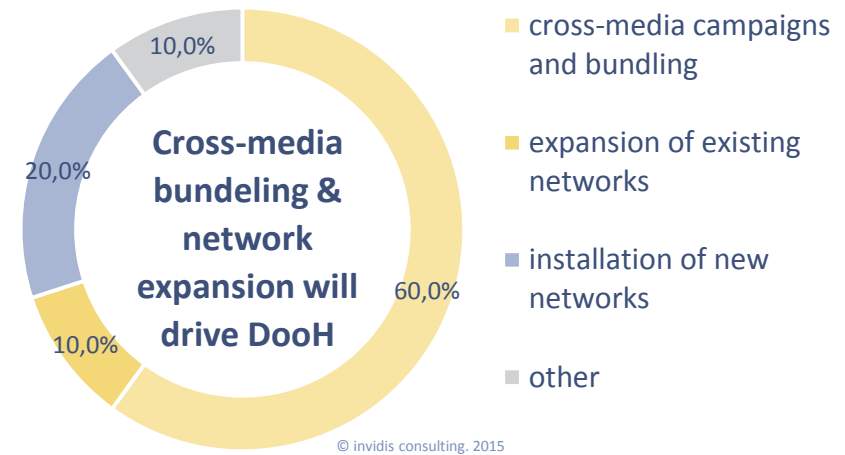 10,0%
20,0%
10,0%
60,0%
Cross-media
bundeling &
network
expansion will
drive DooH
cross-media campaigns
and bundling
expansion of existing
networks
installation of new
networks
other
© invidis consulting. 2015